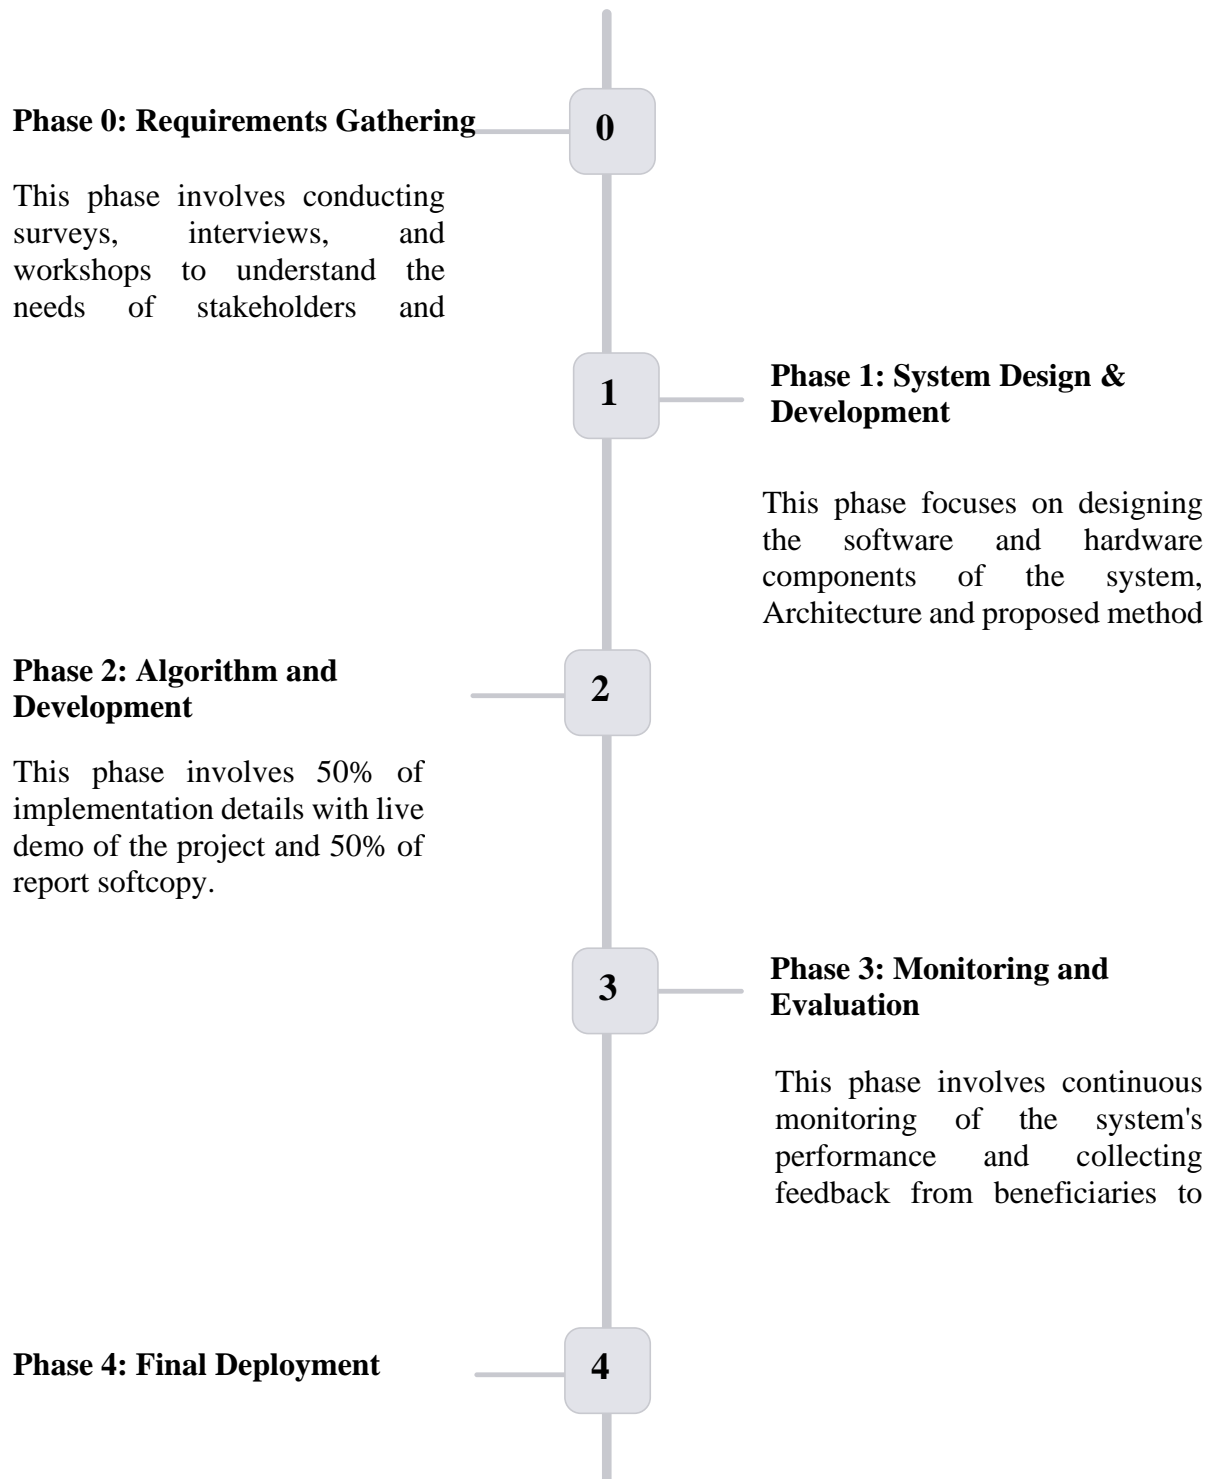 Phase 0: Requirements Gathering
0
This phase involves conducting
surveys, interviews, and
workshops to understand the
needs of stakeholders and
1
Phase 1: System Design &
Development
This phase focuses on designing
the software and hardware
components of the system,
Architecture and proposed method
Phase 2: Algorithm and
Development
2
This phase involves 50% of
implementation details with live
demo of the project and 50% of
report softcopy.
3
Phase 3: Monitoring and
Evaluation
This phase involves continuous
monitoring of the system's
performance and collecting
feedback from beneficiaries to
Phase 4: Final Deployment
4